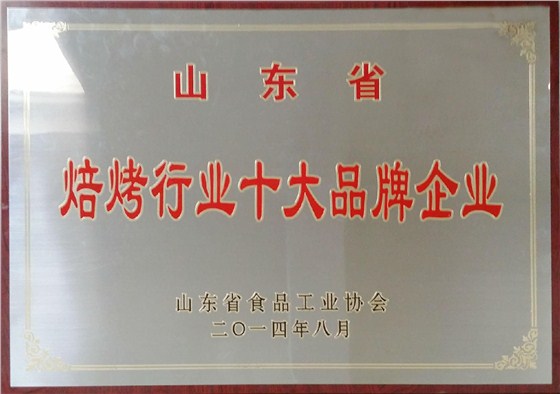 山东省
焙烤行业十大品牌企业
山东省食品工业协会
二〇一四年八月